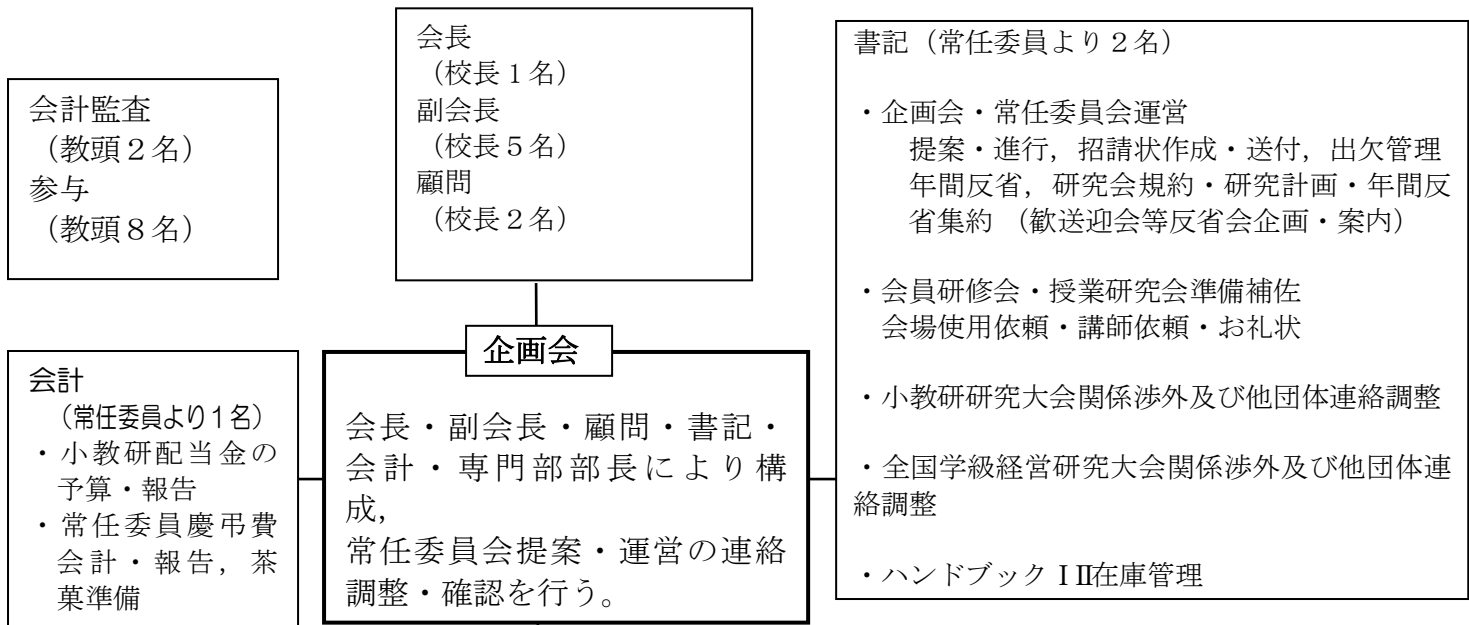 会計監査
（教頭２名）
参与
（教頭８名）
会長
（校長１名）
副会長
（校長５名）
顧問
（校長２名）
書記（常任委員より２名）
・企画会・常任委員会運営
提案・進行，招請状作成・送付，出欠管理
年間反省，研究会規約・研究計画・年間反
省集約 （歓送迎会等反省会企画・案内）
・会員研修会・授業研究会準備補佐
会場使用依頼・講師依頼・お礼状
・小教研研究大会関係渉外及び他団体連絡調整
・全国学級経営研究大会関係渉外及び他団体連
絡調整
・ハンドブックⅠⅡ在庫管理
会計
（常任委員より１名）
・小教研配当金の
予算・報告
・常任委員慶弔費
会計・報告，茶
菓準備
企画会
会長・副会長・顧問・書記・
会計・専門部部長により構
成，
常任委員会提案・運営の連絡
調整・確認を行う。